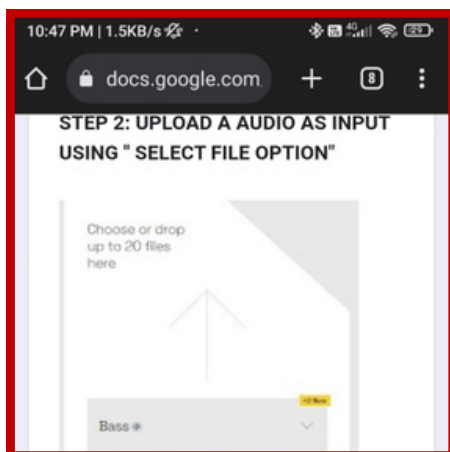 10:47 PM | 1.5KB/s
docs.google.com
8
STEP 2: UPLOAD A AUDIO AS INPUT
USING " SELECT FILE OPTION"
Choose or drop
up to 20 files
here
Bass